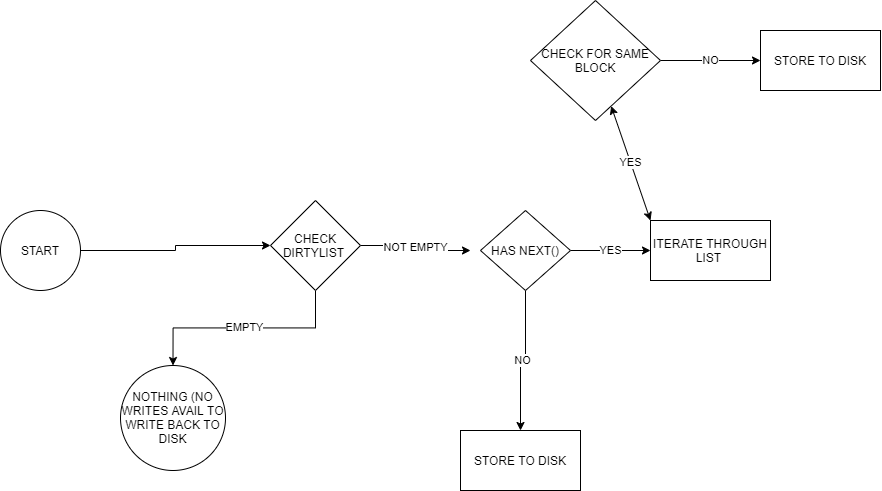 CHECK FOR SAME
BLOCK
NO
STORE TO DISK
YES
START
CHECK
DIRTYLIST
NOT EMPTY
HAS NEXT()
YES
ITERATE THROUGH
LIST
EMPTY
NO
NOTHING (NO
WRITES AVAIL TO
WRITE BACK TO
DISK
STORE TO DISK